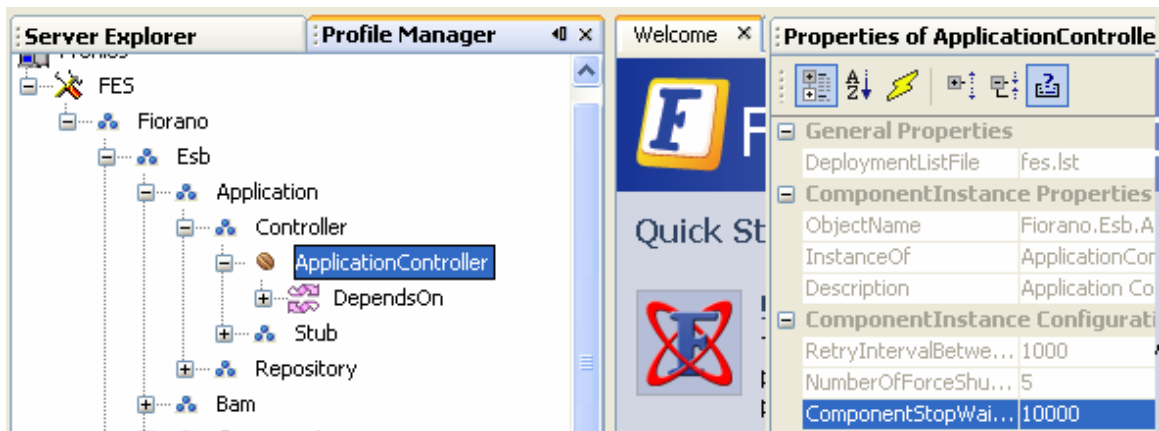 Server Explorer
Profile Manager
FES
Fiorano
Esb
Application
Controller
ApplicationController
DependsOn
Stub
Repository
Bam
Welcome
F
Quick St
Properties of ApplicationControlle
General Properties
DeploymentListFile fes.lst
ComponentInstance Properties
ObjectName Fiorano.Esb.A
InstanceOf ApplicationCon
Description Application Co
ComponentInstance Configurati
RetryIntervalBetwe... 1000
NumberOfForceShu... 5
ComponentStopWai... 10000